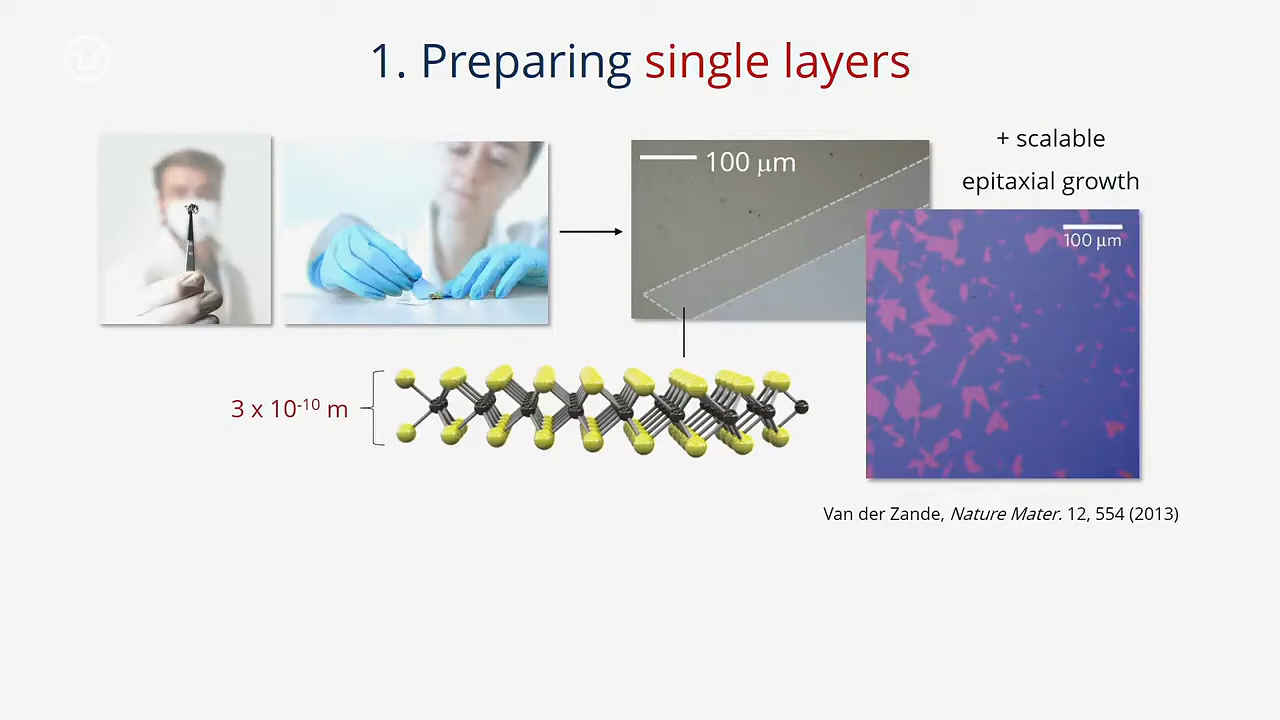 1. Preparing single layers
100 μm
+ scalable
epitaxial growth
100 μm
3 x 10⁻¹⁰ m
Van der Zande, Nature Mater. 12, 554 (2013)